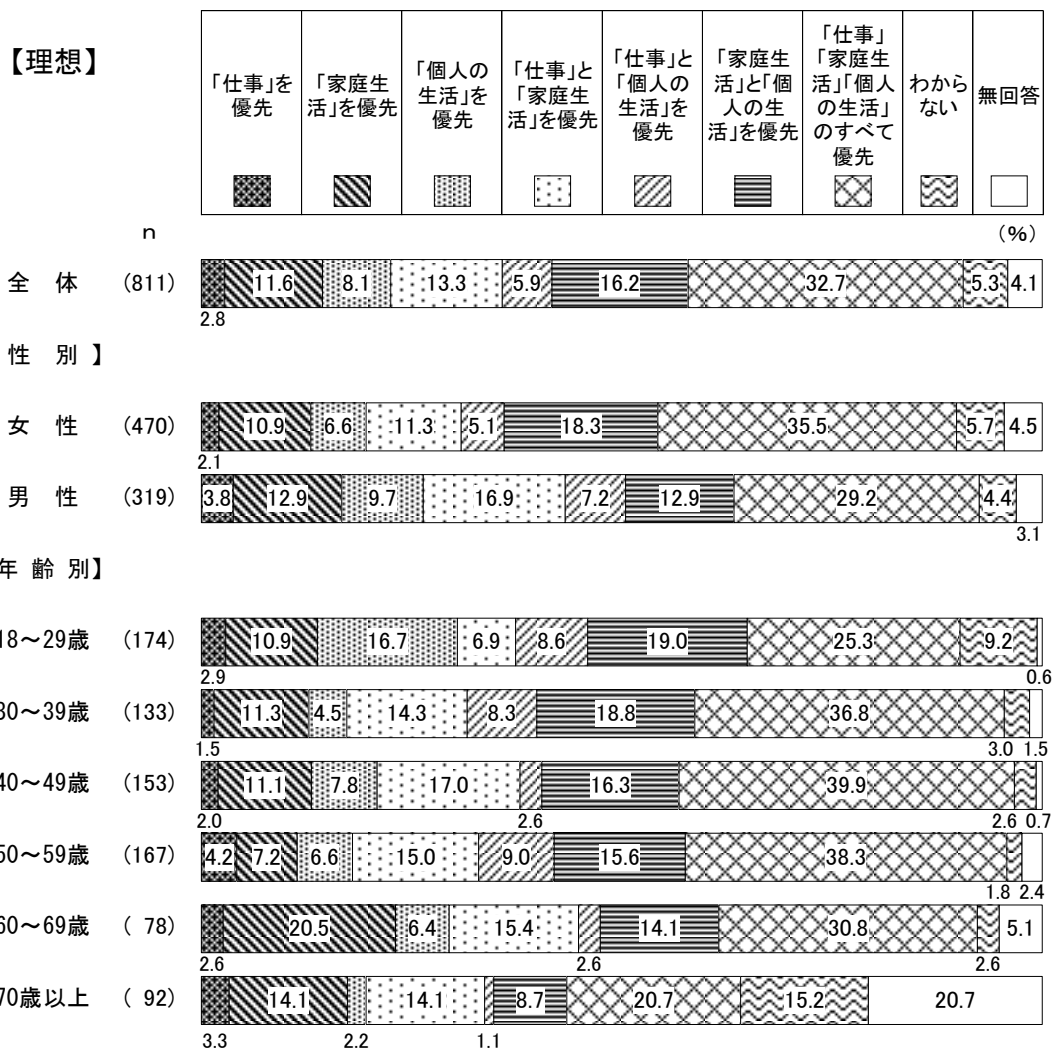 【理想】
「仕事」を
優先
「家庭生
活」を優先
「個人の
生活」を
優先
「仕事」と
「家庭生
活」を優先
「仕事」と
「個人の
生活」を
優先
「家庭生
活」と「個
人の生
活」を優先
「仕事」
「家庭生
活」「個人
の生活」
のすべて
優先
わから
ない
無回答
n
(%)
全 体 (811) 11.6 8.1 13.3 5.9 16.2 32.7 5.3 4.1
2.8
性 別 】
女 性 (470) 10.9 6.6 11.3 5.1 18.3 35.5 5.7 4.5
2.1
男 性 (319) 3.8 12.9 9.7 16.9 7.2 12.9 29.2 4.4
3.1
年 齢 別】
18～29歳 (174) 10.9 16.7 6.9 8.6 19.0 25.3 9.2
2.9 0.6
30～39歳 (133) 11.3 4.5 14.3 8.3 18.8 36.8
1.5 3.0 1.5
40～49歳 (153) 11.1 7.8 17.0 16.3 39.9
2.0 2.6 2.6 0.7
50～59歳 (167) 4.2 7.2 6.6 15.0 9.0 15.6 38.3
1.8 2.4
60～69歳 ( 78) 20.5 6.4 15.4 14.1 30.8 5.1
2.6 2.6 2.6
70歳以上 ( 92) 14.1 14.1 8.7 20.7 15.2 20.7
3.3 2.2 1.1